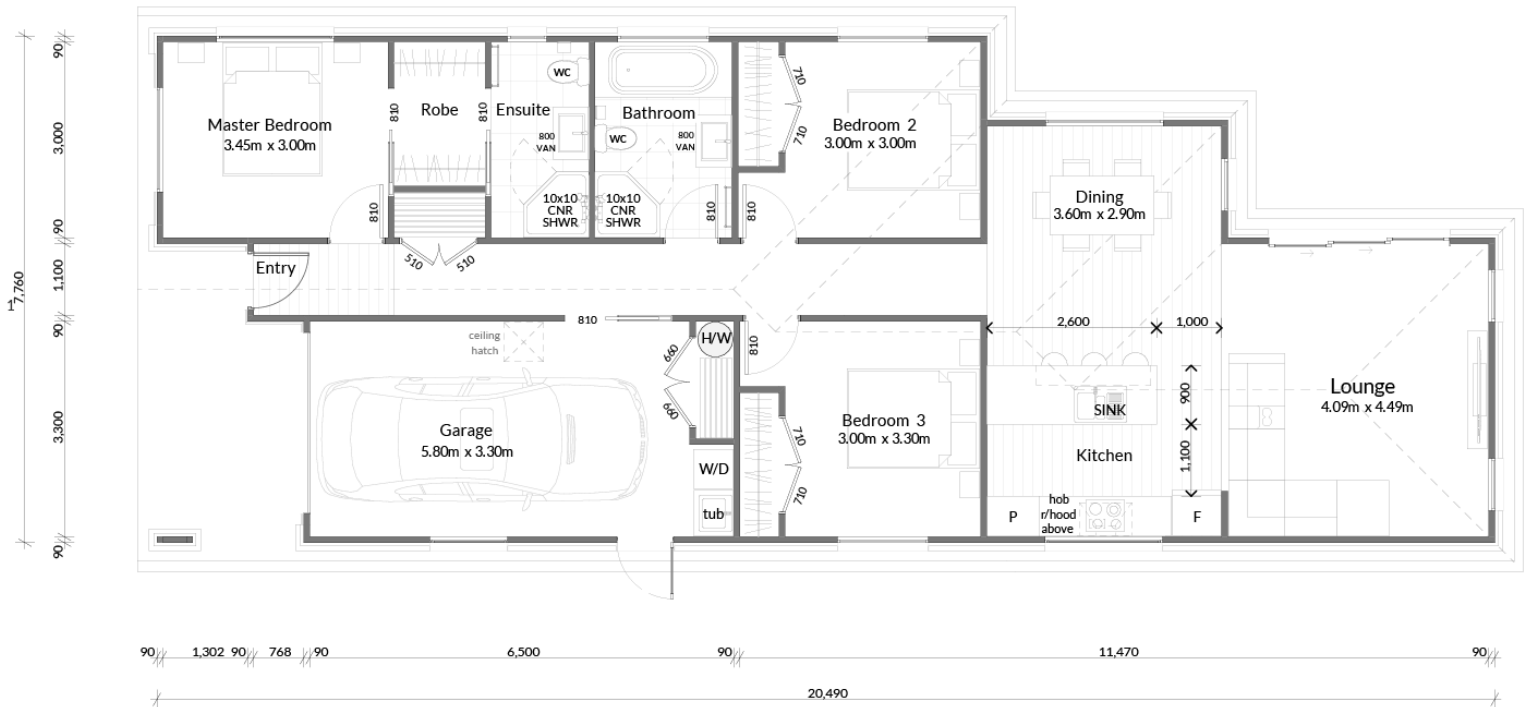 Master Bedroom
3.45m x 3.00m
810
Robe
810
Ensuite
WC
800
VAN
10x10
CNR
SHWR
Bathroom
WC
800
VAN
10x10
CNR
SHWR
810
710
710
Bedroom 2
3.00m x 3.00m
810
810
510
510
Entry
Dining
3.60m x 2.90m
2,600
1,000
900
1,100
SINK
Kitchen
P
hob
r/hood
above
F
Lounge
4.09m x 4.49m
810
ceiling
hatch
660
660
H/W
Garage
5.80m x 3.30m
W/D
tub
810
710
710
Bedroom 3
3.00m x 3.30m
90
3,000
90
1,100
90
3,300
90
17.760
90
1,302
90
768
90
6,500
90
11,470
90
20,490